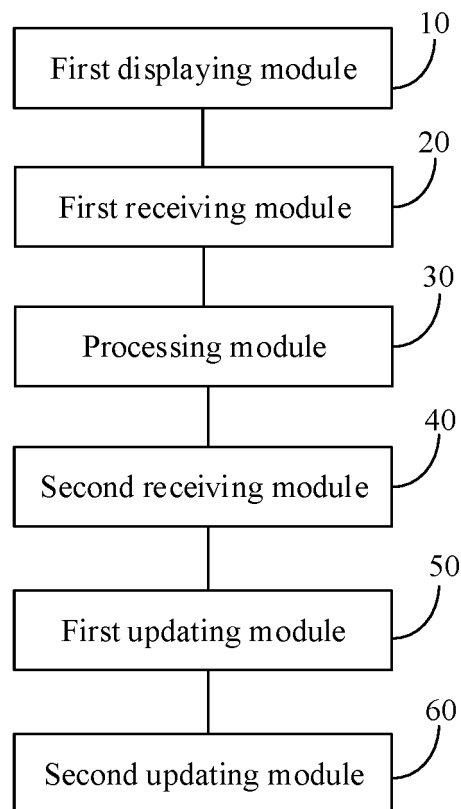 10
First displaying module
20
First receiving module
30
Processing module
40
Second receiving module
50
First updating module
60
Second updating module